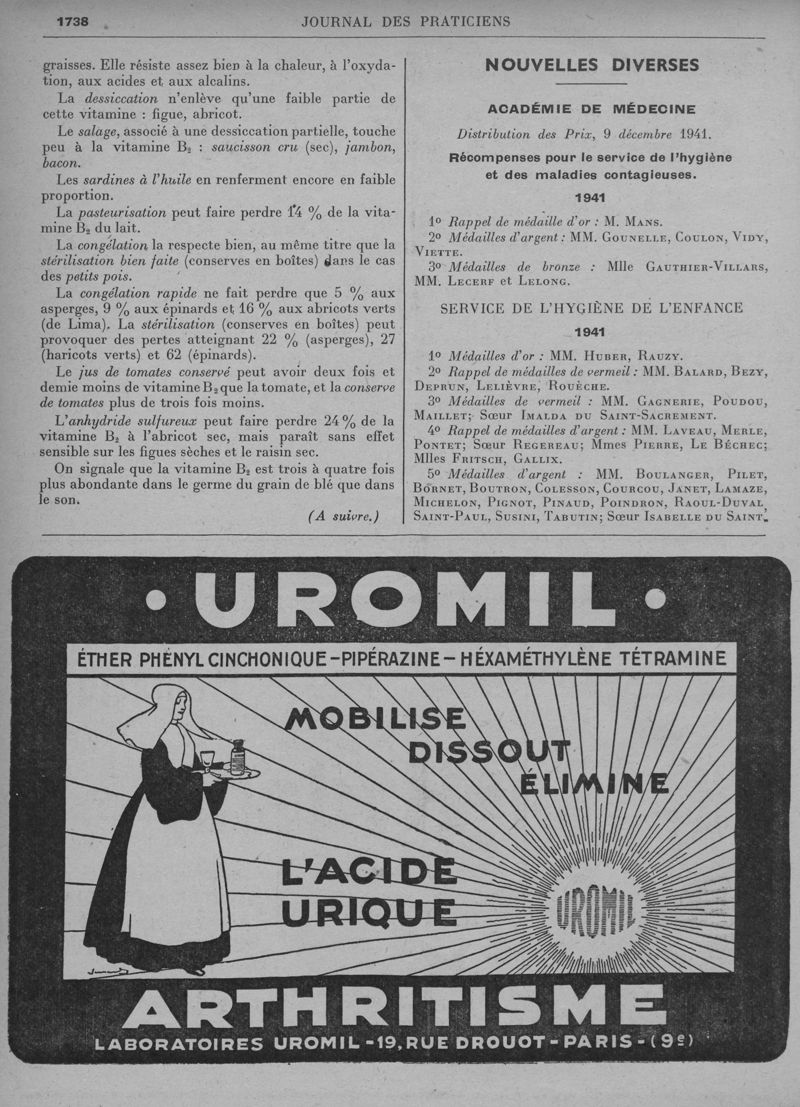 1738
JOURNAL DES PRATICIENS
graisses. Elle résiste assez bien à la chaleur, à l'oxyda-
tion, aux acides et aux alcalins.
La dessiccation n'enlève qu'une faible partie de
cette vitamine : figue, abricot.
Le salage, associé à une dessiccation partielle, touche
peu à la vitamine B₂ : saucisson cru (sec), jambon,
bacon.
Les sardines à l'huile en renferment encore en faible
proportion.
La pasteurisation peut faire perdre 14 % de la vita-
mine B₂ du lait.
La congélation la respecte bien, au même titre que la
stérilisation bien faite (conserves en boîtes) dans le cas
des petits pois.
La congélation rapide ne fait perdre que 5 % aux
asperges, 9 % aux épinards et 16 % aux abricots verts
(de Lima). La stérilisation (conserves en boîtes) peut
provoquer des pertes atteignant 22 % (asperges), 27
(haricots verts) et 62 (épinards).
Le jus de tomates conservé peut avoir deux fois et
demie moins de vitamine B₂ que la tomate, et la conserve
de tomates plus de trois fois moins.
L'anhydride sulfureux peut faire perdre 24 % de la
vitamine B₂ à l'abricot sec, mais paraît sans effet
sensible sur les figues sèches et le raisin sec.
On signale que la vitamine B₂ est trois à quatre fois
plus abondante dans le germe du grain de blé que dans
le son.
(A suivre.)
NOUVELLES DIVERSES
ACADÉMIE DE MÉDECINE
Distribution des Prix, 9 décembre 1941.
Récompenses pour le service de l'hygiène
et des maladies contagieuses.
1941
1º Rappel de médaille d'or : M. Mans.
2º Médailles d'argent : MM. Gounelle, Coulon, Vidy,
Viette.
3º Médailles de bronze : Mlle Gauthier-Villars,
MM. Lecerf et Lelong.
SERVICE DE L'HYGIÈNE DE L'ENFANCE
1941
1º Médailles d'or : MM. Huber, Rauzy.
2º Rappel de médailles de vermeil : MM. Balard, Bezy,
Deprun, Lelièvre, Rouèche.
3º Médailles de vermeil : MM. Gagnerie, Poudou,
Maillet; Sœur Imalda du Saint-Sacrement.
4º Rappel de médailles d'argent : MM. Laveau, Merle,
Pontet; Sœur Regereau; Mmes Pierre, Le Béchec;
Mlles Fritsch, Gallix.
5º Médailles d'argent : MM. Boulanger, Pilet,
Bornet, Boutron, Colesson, Courcou, Janet, Lamaze,
Michelon, Pignot, Pinaud, Poindron, Raoul-Duval,
Saint-Paul, Susini, Tabutin; Sœur Isabelle du Saint-
• UROMIL •
ÉTHER PHÉNYL CINCHONIQUE - PIPÉRAZINE - HÉXAMÉTHYLÈNE TÉTRAMINE
MOBILISE
DISSOUT
ÉLIMINE
L'ACIDE
URIQUE
UROMIL
ARTHRITISME
LABORATOIRES UROMIL - 19, RUE DROUOT - PARIS - (9º)